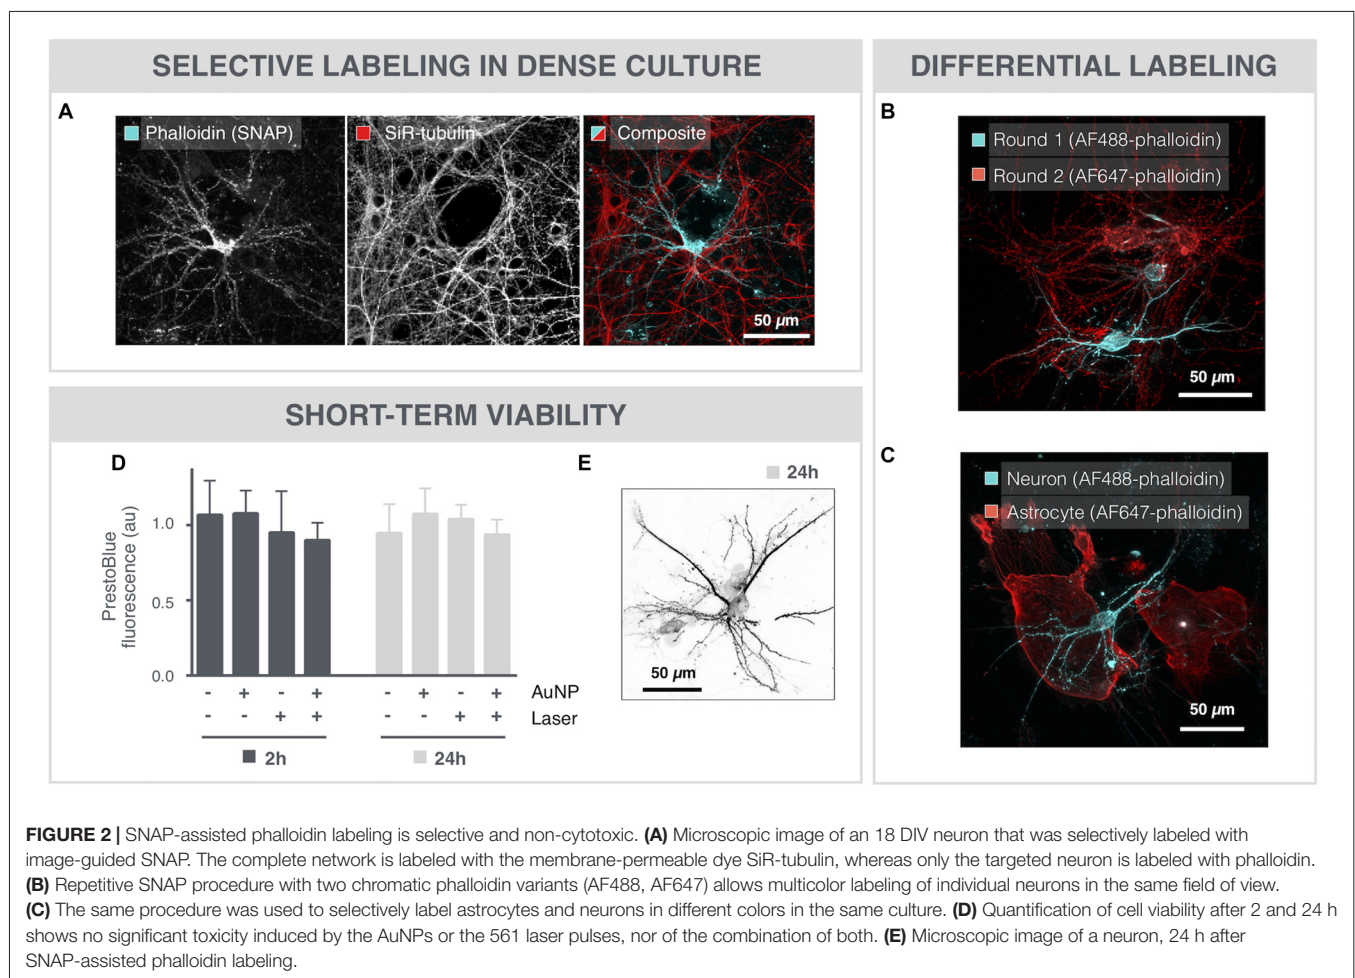 SELECTIVE LABELING IN DENSE CULTURE
A
Phalloidin (SNAP)
SiR-tubulin
Composite
50 µm
DIFFERENTIAL LABELING
B
Round 1 (AF488-phalloidin)
Round 2 (AF647-phalloidin)
50 µm
C
Neuron (AF488-phalloidin)
Astrocyte (AF647-phalloidin)
50 µm
SHORT-TERM VIABILITY
D
PrestoBlue
fluorescence (au)
1.0
0.5
0.0
- + - + - + - + AuNP
- - + + - - + + Laser
2h
24h
E
24h
50 µm
FIGURE 2 | SNAP-assisted phalloidin labeling is selective and non-cytotoxic. (A) Microscopic image of an 18 DIV neuron that was selectively labeled with
image-guided SNAP. The complete network is labeled with the membrane-permeable dye SiR-tubulin, whereas only the targeted neuron is labeled with phalloidin.
(B) Repetitive SNAP procedure with two chromatic phalloidin variants (AF488, AF647) allows multicolor labeling of individual neurons in the same field of view.
(C) The same procedure was used to selectively label astrocytes and neurons in different colors in the same culture. (D) Quantification of cell viability after 2 and 24 h
shows no significant toxicity induced by the AuNPs or the 561 laser pulses, nor of the combination of both. (E) Microscopic image of a neuron, 24 h after
SNAP-assisted phalloidin labeling.